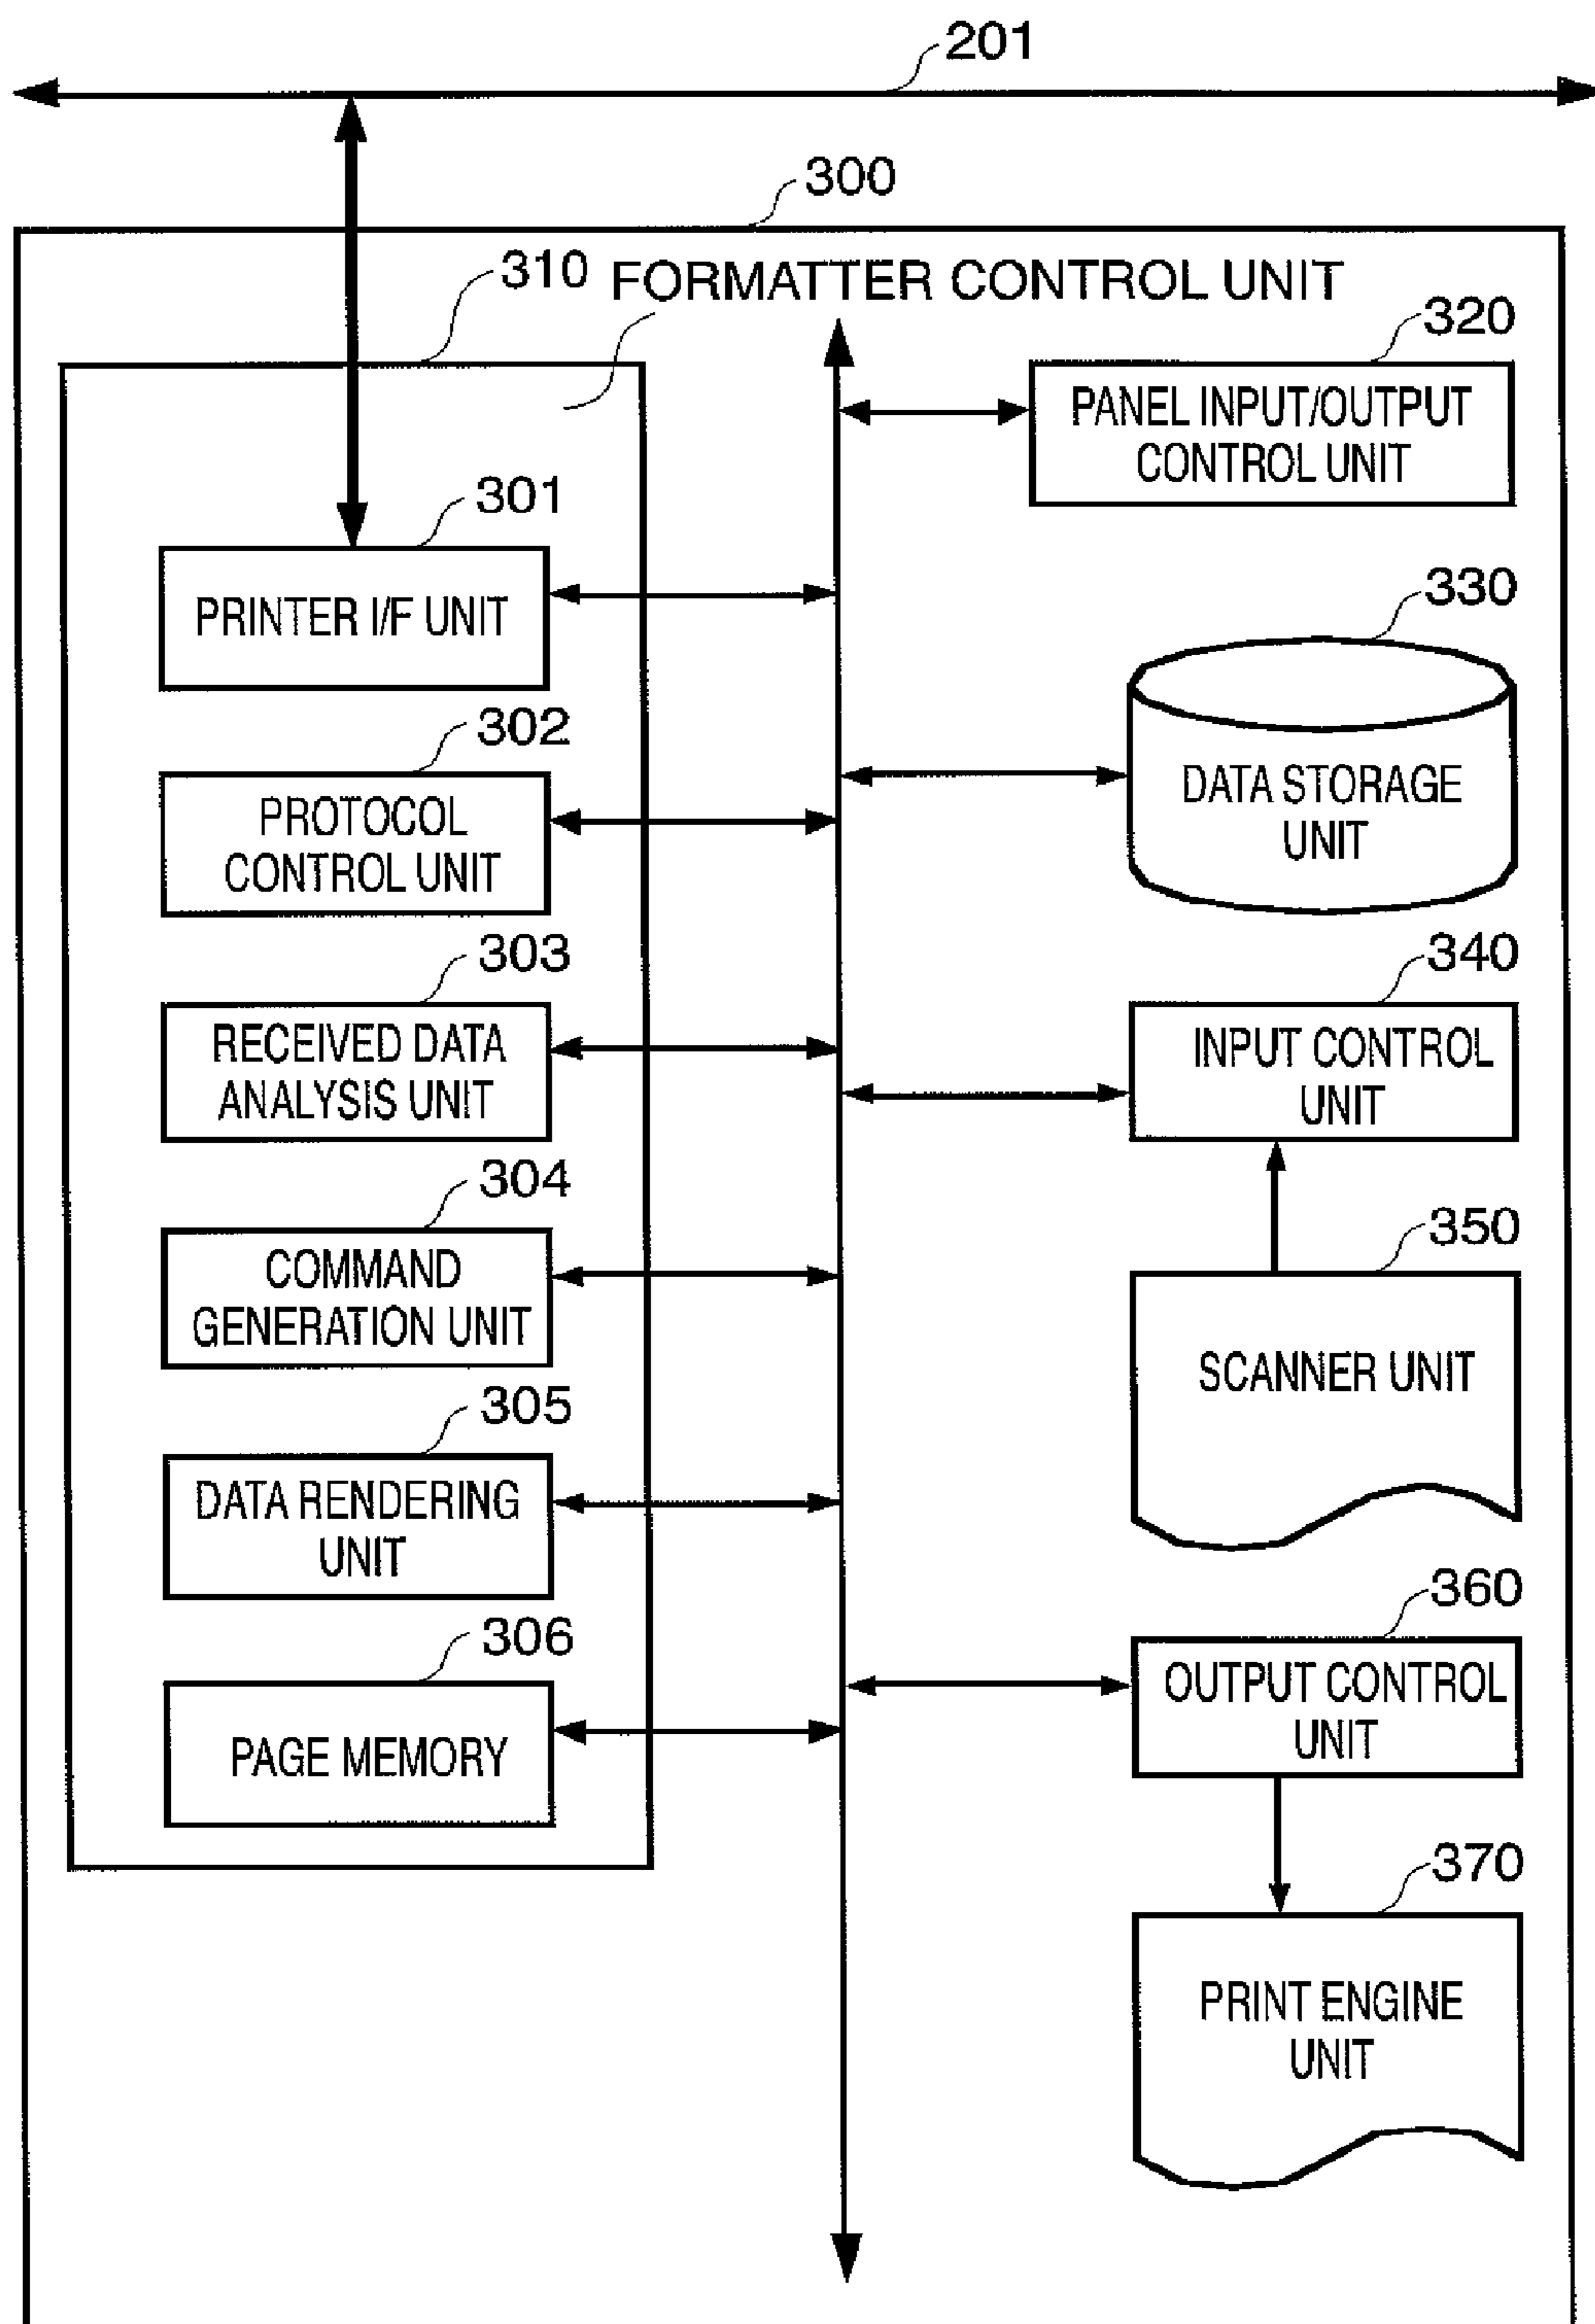 201
300
310
FORMATTER CONTROL UNIT
320
PANEL INPUT/OUTPUT
CONTROL UNIT
301
PRINTER I/F UNIT
330
DATA STORAGE
UNIT
302
PROTOCOL
CONTROL UNIT
303
RECEIVED DATA
ANALYSIS UNIT
340
INPUT CONTROL
UNIT
304
COMMAND
GENERATION UNIT
350
SCANNER UNIT
305
DATA RENDERING
UNIT
360
OUTPUT CONTROL
UNIT
306
PAGE MEMORY
370
PRINT ENGINE
UNIT